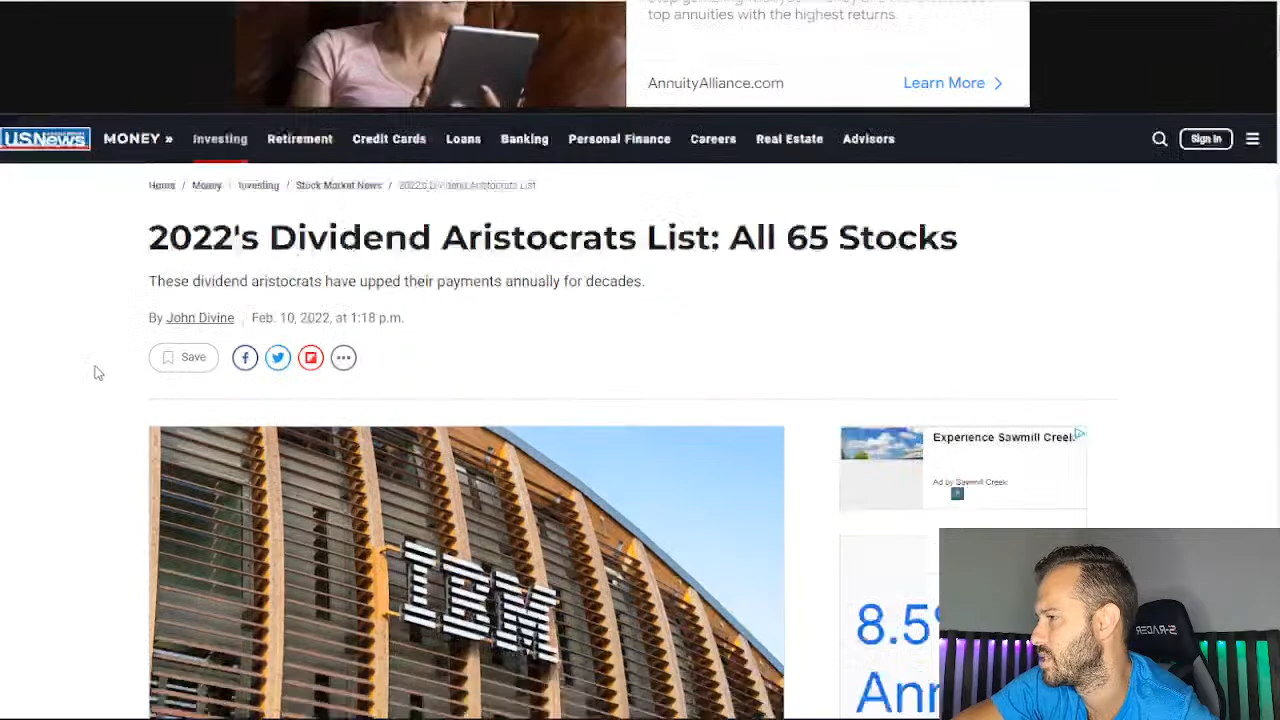 top annuities with the highest returns.
AnnuityAlliance.com
Learn More
USNews
MONEY »
Investing
Retirement
Credit Cards
Loans
Banking
Personal Finance
Careers
Real Estate
Advisors
Sign In
Home / Money / Investing / Stock Market News / 2022's Dividend Aristocrats List
2022's Dividend Aristocrats List: All 65 Stocks
These dividend aristocrats have upped their payments annually for decades.
By John Divine
Feb. 10, 2022, at 1:18 p.m.
Save
IBM
Experience Sawmill Creek
Ad by Sawmill Creek
8.5